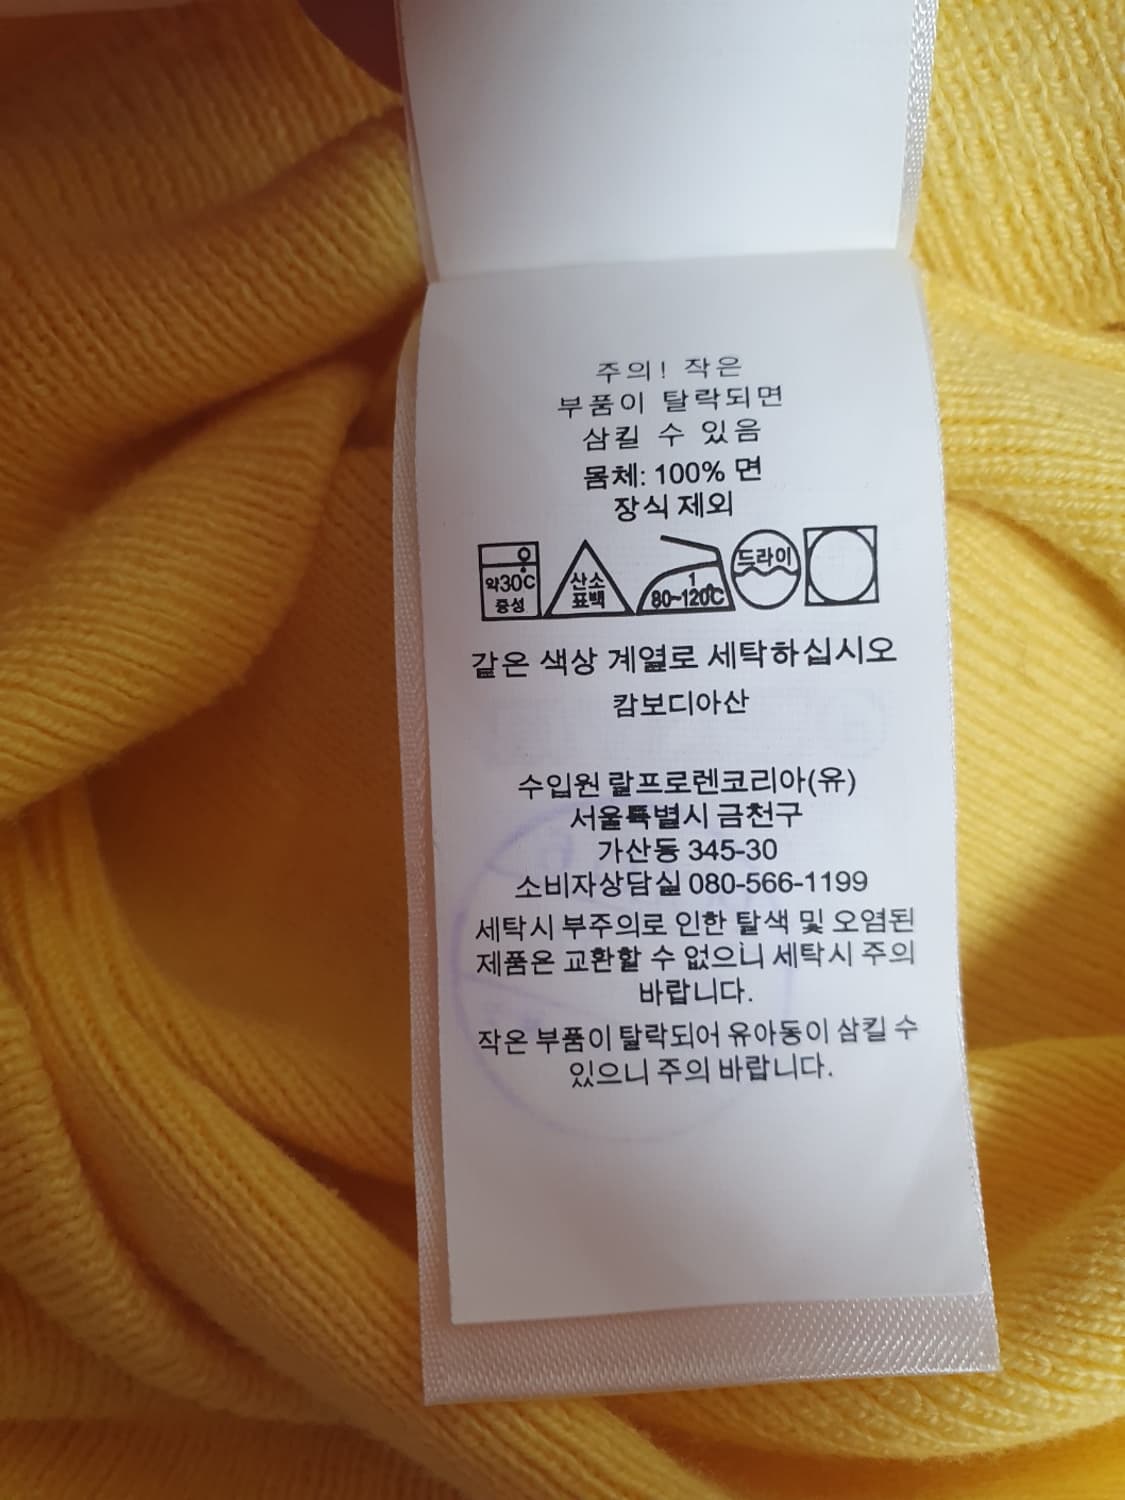 주의! 작은
부품이 탈락되면
삼킬 수 있음
몸체: 100% 면
장식 제외
약30C
중성
산소
표백
1
80~120℃
드라이
같은 색상 계열로 세탁하십시오
캄보디아산
수입원 랄프로렌코리아(유)
서울특별시 금천구
가산동 345-30
소비자상담실 080-566-1199
세탁시 부주의로 인한 탈색 및 오염된
제품은 교환할 수 없으니 세탁시 주의
바랍니다.
작은 부품이 탈락되어 유아동이 삼킬 수
있으니 주의 바랍니다.